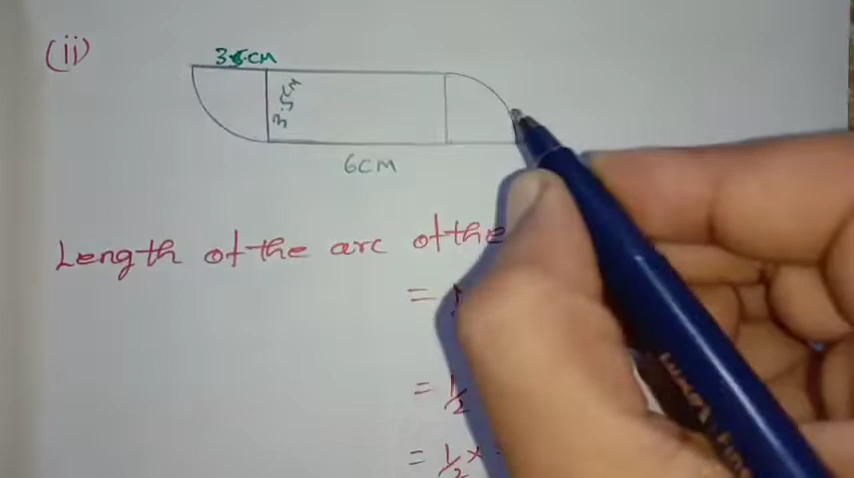 (ii)
3.5CM
3.5CM
6CM
Length of the arc of the
=
= 1/2
= 1/2 ×